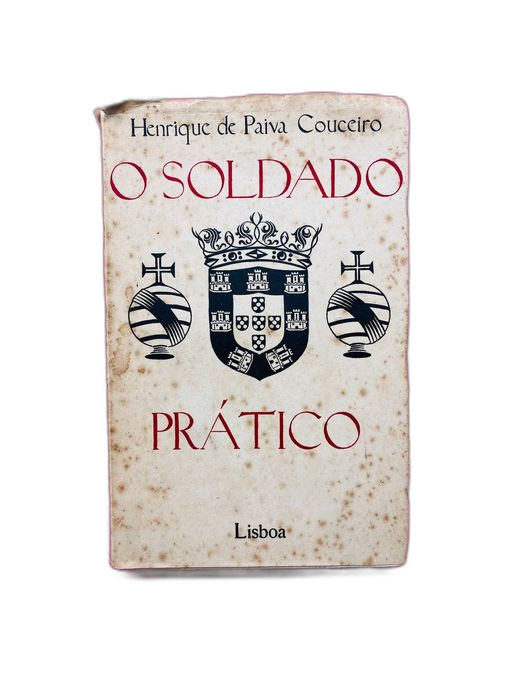 Henrique de Paiva Couceiro
O SOLDADO
PRÁTICO
Lisboa